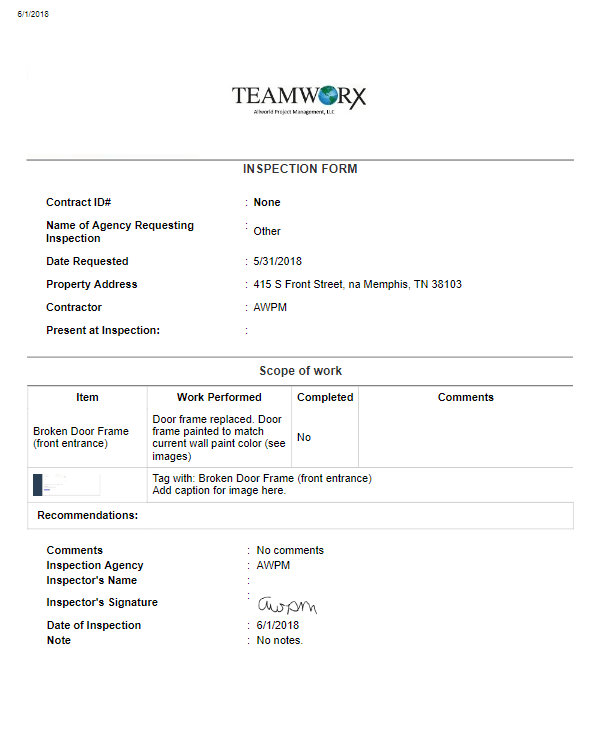 6/1/2018
TEAMWORX
Allworld Project Management, LLC
INSPECTION FORM
Contract ID# : None
Name of Agency Requesting
Inspection : Other
Date Requested : 5/31/2018
Property Address : 415 S Front Street, na Memphis, TN 38103
Contractor : AWPM
Present at Inspection: :
Scope of work
Item Work Performed Completed Comments
Broken Door Frame
(front entrance)
Door frame replaced. Door
frame painted to match
current wall paint color (see
images)
No
Tag with: Broken Door Frame (front entrance)
Add caption for image here.
Recommendations:
Comments : No comments
Inspection Agency : AWPM
Inspector's Name :
Inspector's Signature : awpm
Date of Inspection : 6/1/2018
Note : No notes.